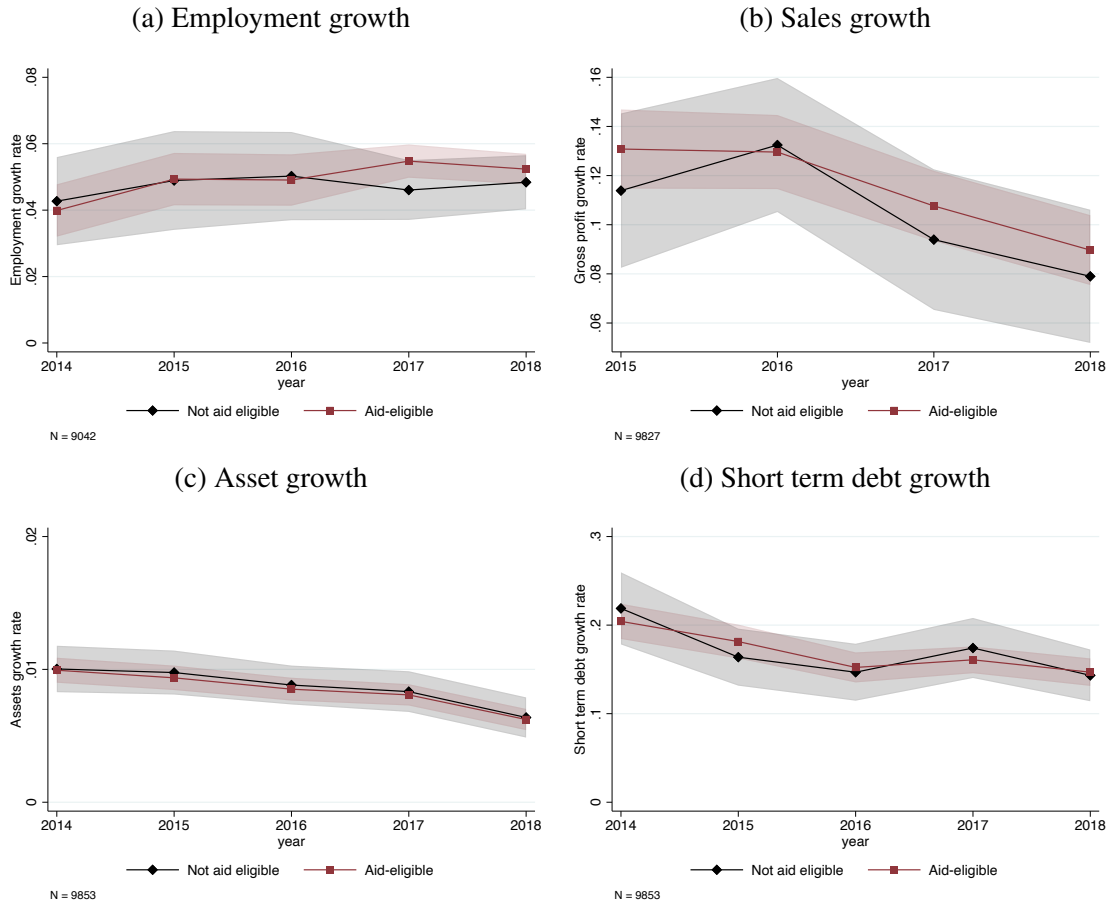 (a) Employment growth
Employment growth rate
.08
.06
.04
.02
0
2014 2015 2016 2017 2018
year
Not aid eligible Aid-eligible
N = 9042
(b) Sales growth
Gross profit growth rate
.16
.14
.12
.1
.08
.06
2015 2016 2017 2018
year
Not aid eligible Aid-eligible
N = 9827
(c) Asset growth
Assets growth rate
.02
.01
0
2014 2015 2016 2017 2018
year
Not aid eligible Aid-eligible
N = 9853
(d) Short term debt growth
Short term debt growth rate
.3
.2
.1
0
2014 2015 2016 2017 2018
year
Not aid eligible Aid-eligible
N = 9853